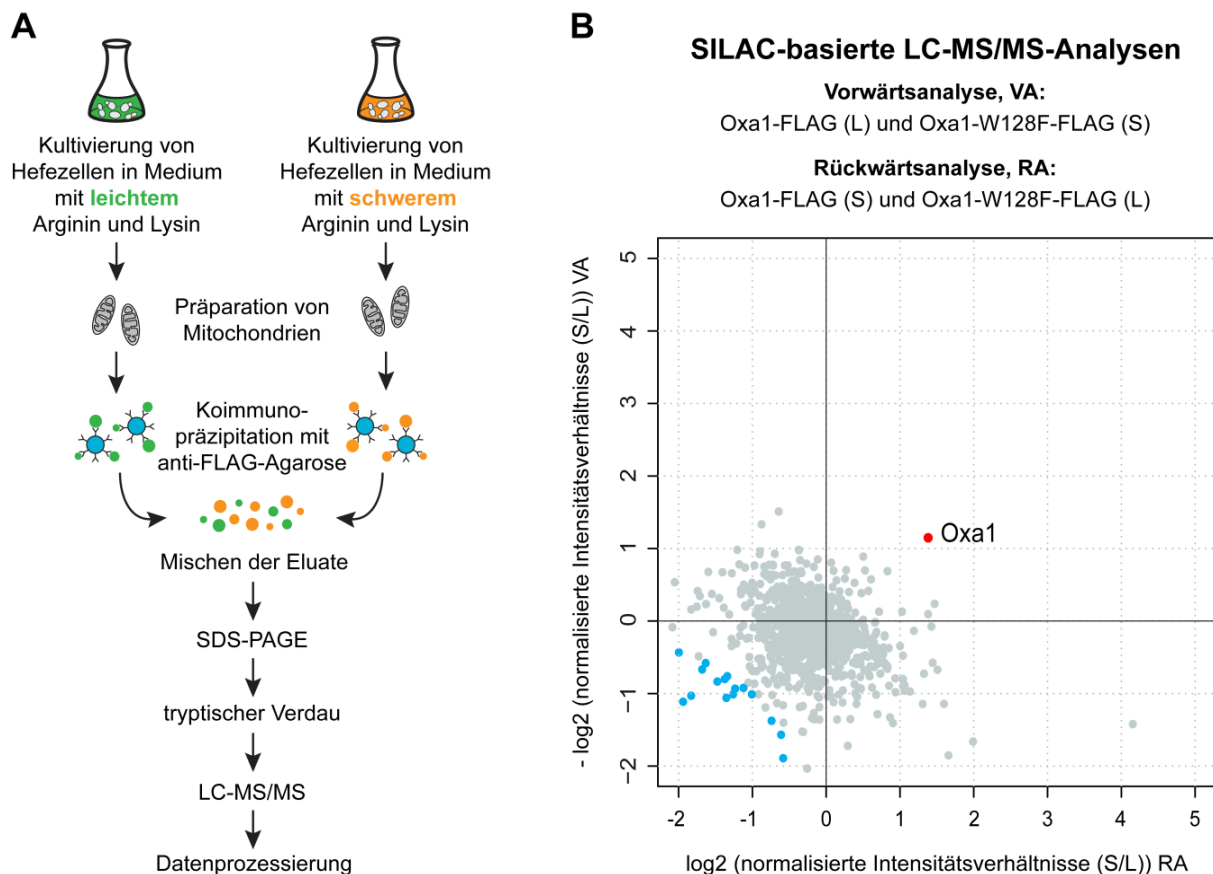 A
Kultivierung von
Hefezellen in Medium
mit leichtem
Arginin und Lysin
Kultivierung von
Hefezellen in Medium
mit schwerem
Arginin und Lysin
Präparation von
Mitochondrien
Koimmuno-
präzipitation mit
anti-FLAG-Agarose
Mischen der Eluate
SDS-PAGE
tryptischer Verdau
LC-MS/MS
Datenprozessierung
B
SILAC-basierte LC-MS/MS-Analysen
Vorwärtsanalyse, VA:
Oxa1-FLAG (L) und Oxa1-W128F-FLAG (S)
Rückwärtsanalyse, RA:
Oxa1-FLAG (S) und Oxa1-W128F-FLAG (L)
- log2 (normalisierte Intensitätsverhältnisse (S/L)) VA
5
4
3
2
1
0
−1
−2
Oxa1
-2 -1 0 1 2 3 4 5
log2 (normalisierte Intensitätsverhältnisse (S/L)) RA